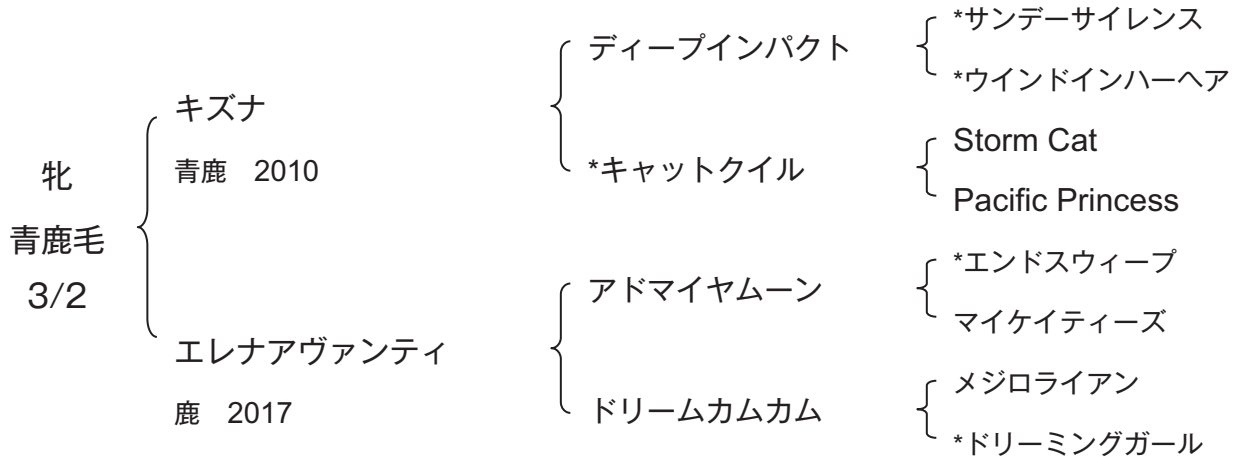 牝
青鹿毛
3/2
キズナ
青鹿　2010
エレナアヴァンティ
鹿　2017
ディープインパクト
*キャットクイル
アドマイヤムーン
ドリームカムカム
*サンデーサイレンス
*ウインドインハーヘア
Storm Cat
Pacific Princess
*エンドスウィープ
マイケイティーズ
メジロライアン
*ドリーミングガール